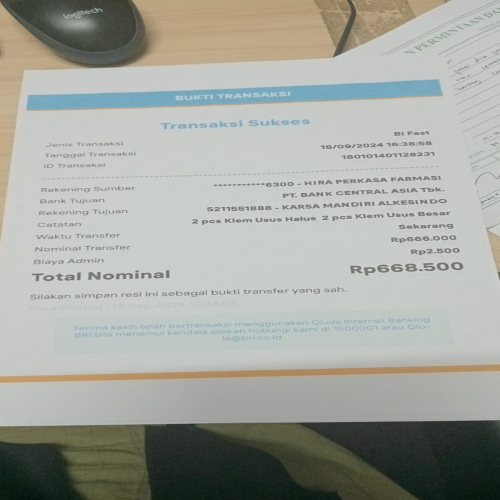 logitech
BUKTI TRANSAKSI
Transaksi Sukses
Jenis Transaksi BI Fast
Tanggal Transaksi 18/09/2024 16:38:58
ID Transaksi 180101401128231
Rekening Sumber ***********6300 - HIRA PERKASA FARMASI
Bank Tujuan PT. BANK CENTRAL ASIA Tbk.
Rekening Tujuan 5211551888 - KARSA MANDIRI ALKESINDO
Catatan 2 pcs Klem Usus Halus 2 pcs Klem Usus Besar
Waktu Transfer Sekarang
Nominal Transfer Rp666.000
Biaya Admin Rp2.500
Total Nominal Rp668.500
Silakan simpan resi ini sebagai bukti transfer yang sah.
Terima kasih telah bertransaksi menggunakan QLola Internet Banking
BRI bila menemui kendala silakan hubungi kami di 1500001 atau Qlo-
la@bri.co.id
PERMINTAAN